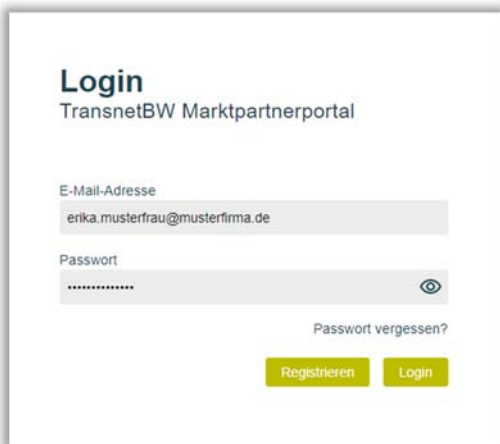 Login
TransnetBW Marktpartnerportal
E-Mail-Adresse
erika.musterfrau@musterfirma.de
Passwort
••••••••••••••
Passwort vergessen?
Registrieren Login